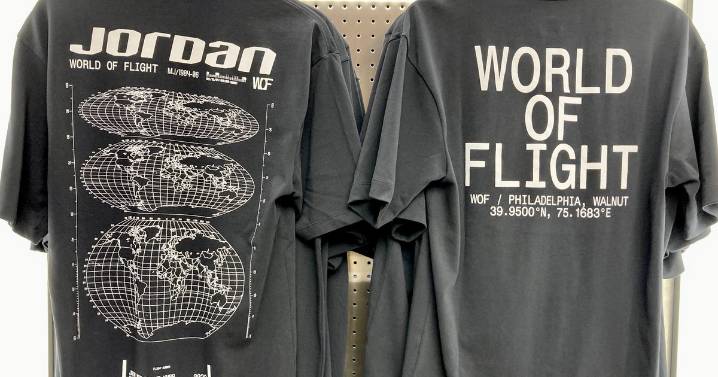 Jordan
WORLD OF FLIGHT MJ/1984-86 WOF
WORLD
OF
FLIGHT
WOF / PHILADELPHIA, WALNUT
39.9500°N, 75.1683°E